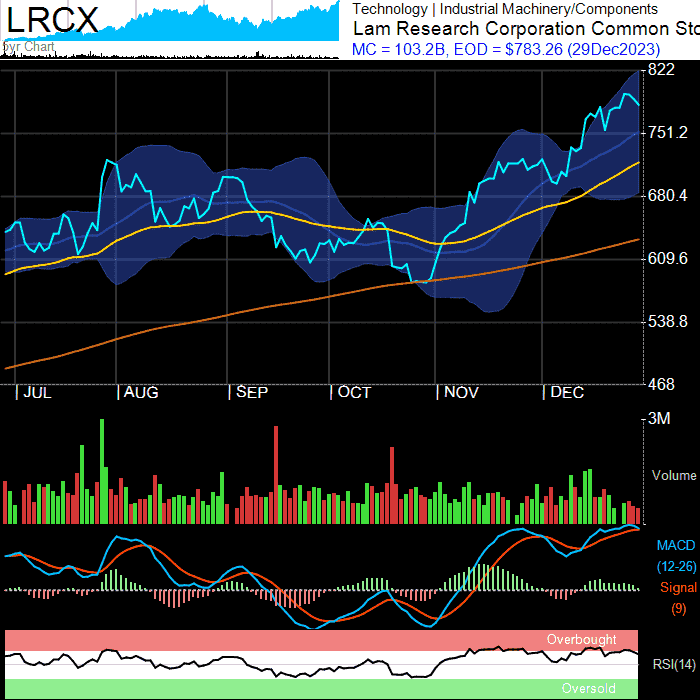 LRCX
5yr Chart
Technology | Industrial Machinery/Components
Lam Research Corporation Common Sto
MC = 103.2B, EOD = $783.26 (29Dec2023)
822
751.2
680.4
609.6
538.8
468
| JUL | AUG | SEP | OCT | NOV | DEC
3M
Volume
MACD
(12-26)
Signal
(9)
Overbought
RSI(14)
Oversold